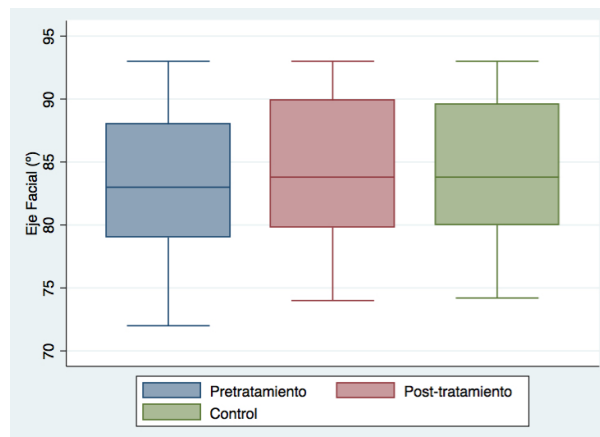 95
90
85
80
75
70
Eje Facial (º)
Pretratamiento Post-tratamiento
Control